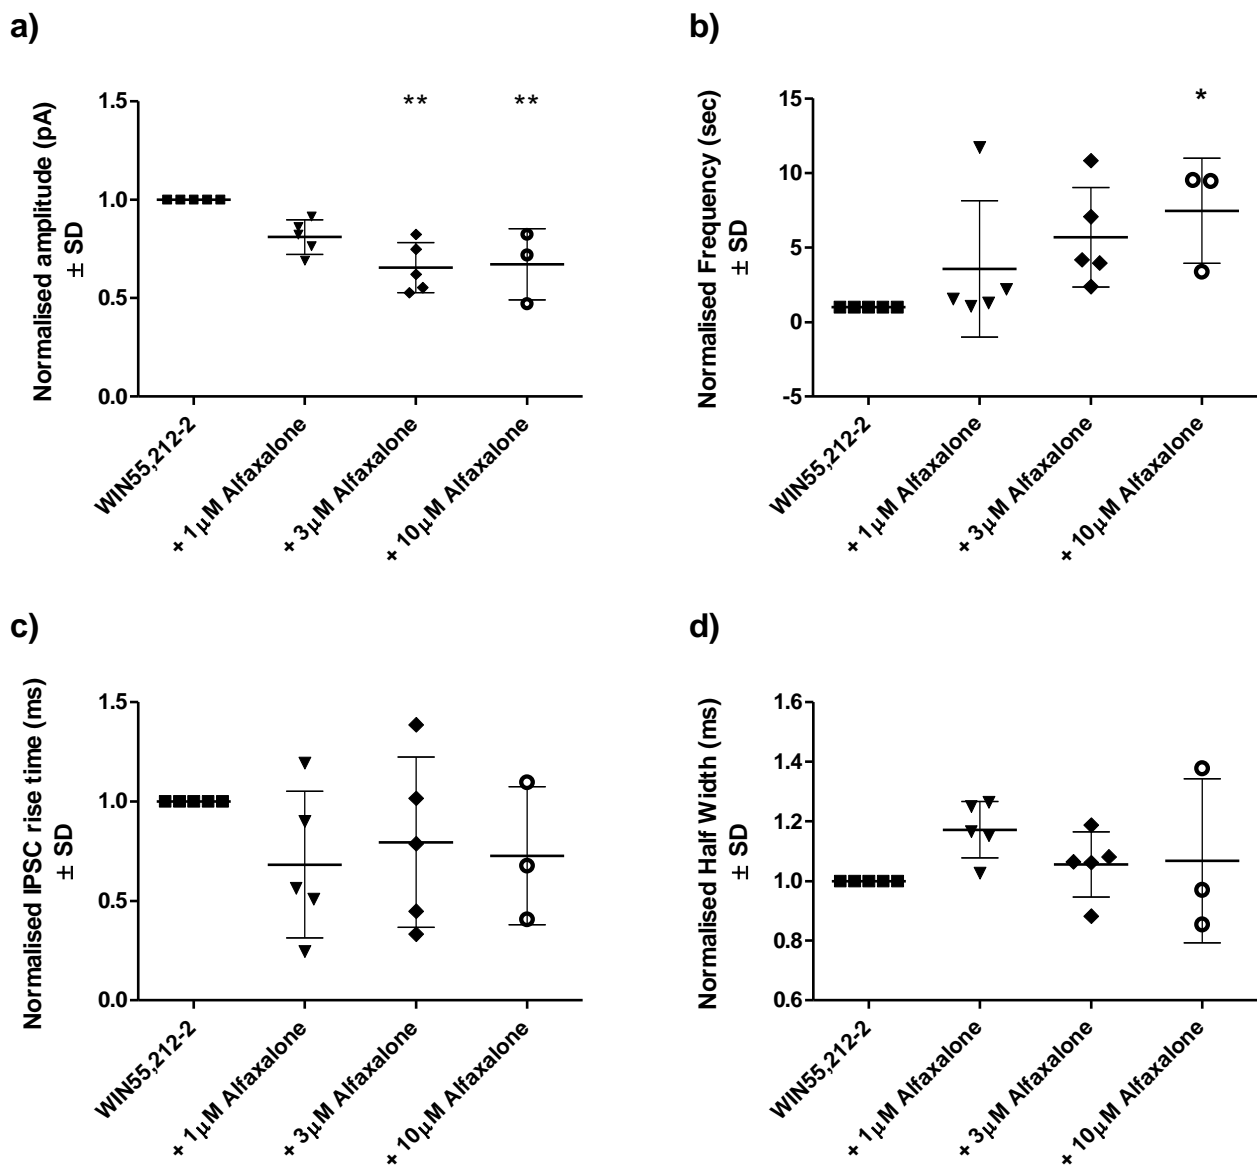 a)
Normalised amplitude (pA)
± SD
1.5
1.0
0.5
0.0
**
**
WIN55,212-2
+ 1μM Alfaxalone
+ 3μM Alfaxalone
+ 10μM Alfaxalone
b)
Normalised Frequency (sec)
± SD
15
10
5
0
-5
*
WIN55,212-2
+ 1μM Alfaxalone
+ 3μM Alfaxalone
+ 10μM Alfaxalone
c)
Normalised IPSC rise time (ms)
± SD
1.5
1.0
0.5
0.0
WIN55,212-2
+ 1μM Alfaxalone
+ 3μM Alfaxalone
+ 10μM Alfaxalone
d)
Normalised Half Width (ms)
± SD
1.6
1.4
1.2
1.0
0.8
0.6
WIN55,212-2
+ 1μM Alfaxalone
+ 3μM Alfaxalone
+ 10μM Alfaxalone